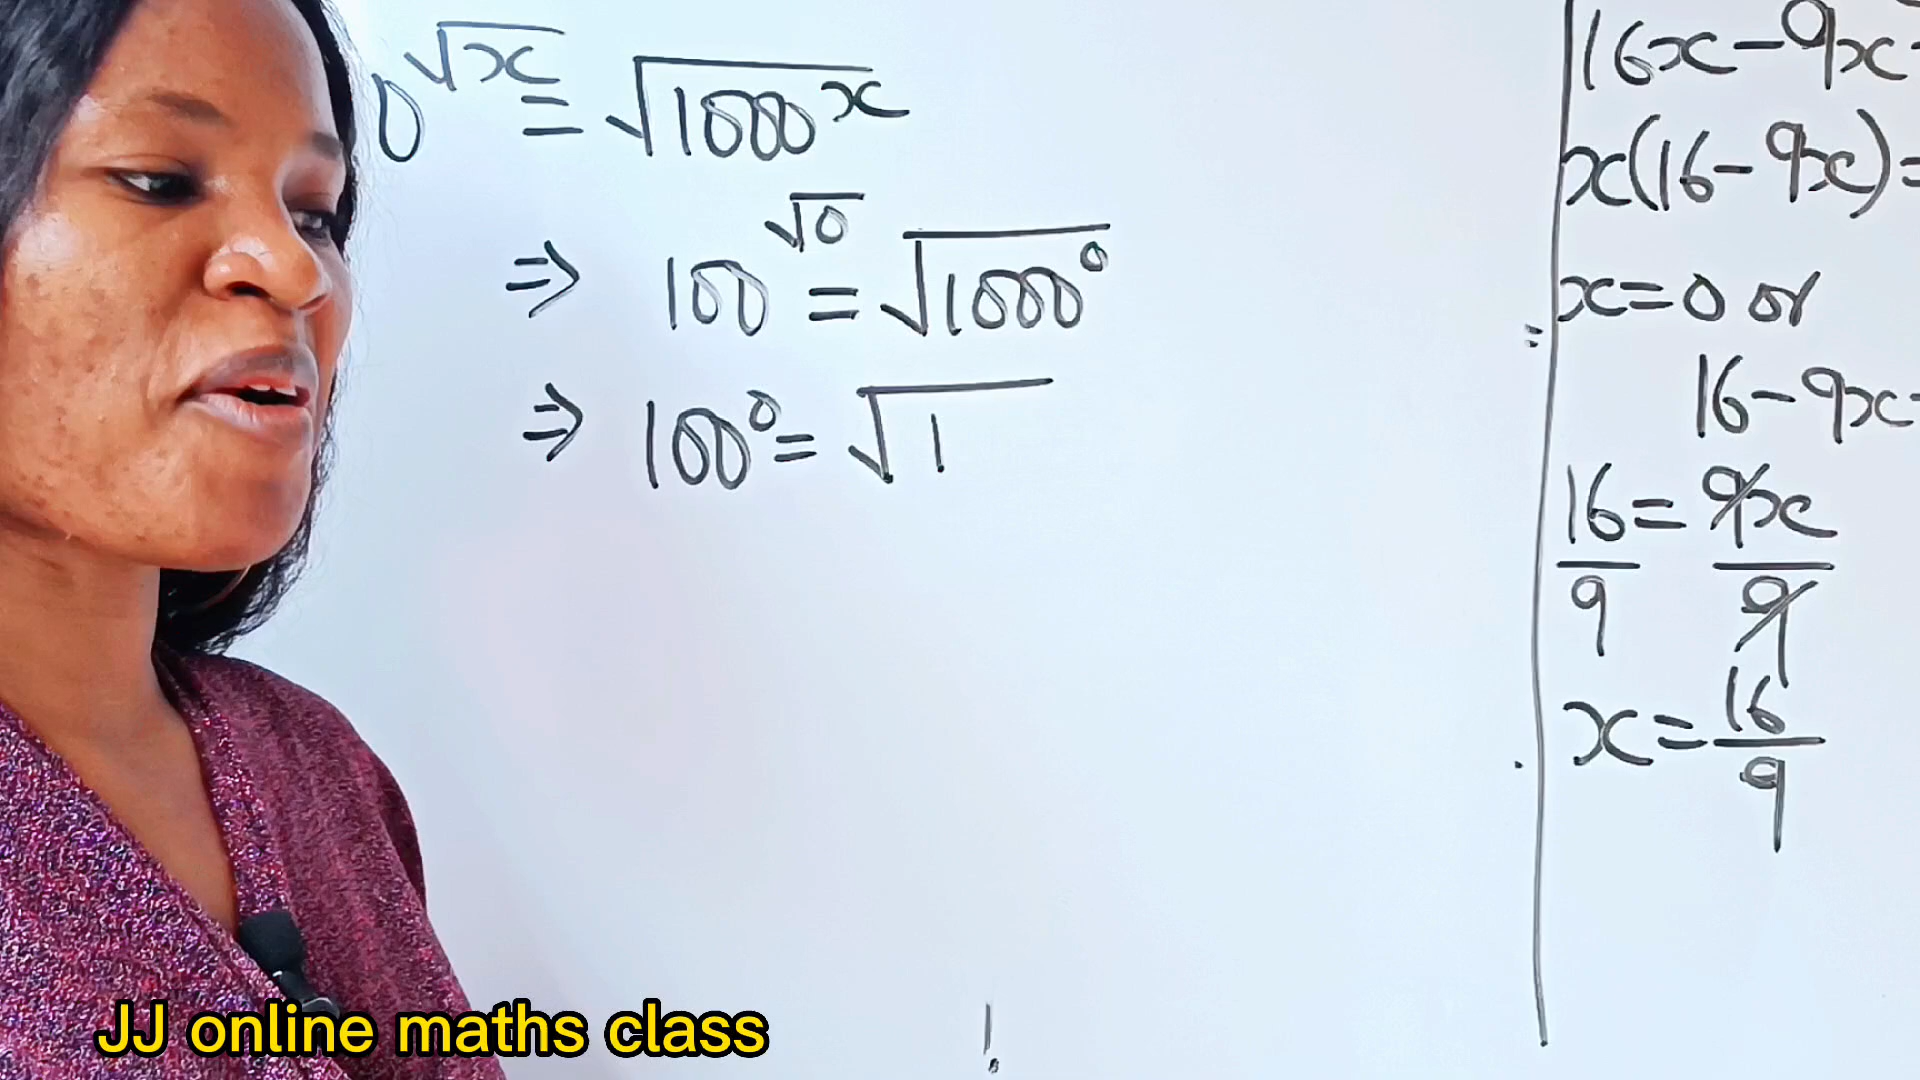 0^√x = √1000^x
⇒ 100^√0 = √1000^0
⇒ 100^0 = √1
16x-9x
x(16-9x)=
x=0 or
16-9x=
16/9 = 9x/9
x=16/9
JJ online maths class